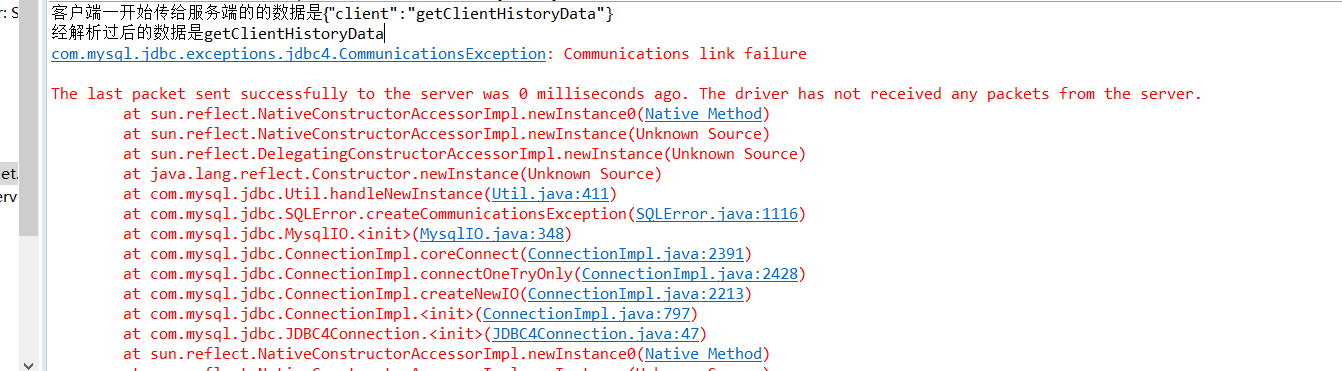 r: S
客户端一开始传给服务端的的数据是{"client":"getClientHistoryData"}
经解析过后的数据是getClientHistoryData
com.mysql.jdbc.exceptions.jdbc4.CommunicationsException: Communications link failure
The last packet sent successfully to the server was 0 milliseconds ago. The driver has not received any packets from the server.
at sun.reflect.NativeConstructorAccessorImpl.newInstance0(Native Method)
at sun.reflect.NativeConstructorAccessorImpl.newInstance(Unknown Source)
at sun.reflect.DelegatingConstructorAccessorImpl.newInstance(Unknown Source)
at java.lang.reflect.Constructor.newInstance(Unknown Source)
let.
erv
at com.mysql.jdbc.Util.handleNewInstance(Util.java:411)
at com.mysql.jdbc.SQLError.createCommunicationsException(SQLError.java:1116)
at com.mysql.jdbc.MysqlIO.<init>(MysqlIO.java:348)
at com.mysql.jdbc.ConnectionImpl.coreConnect(ConnectionImpl.java:2391)
at com.mysql.jdbc.ConnectionImpl.connectOneTryOnly(ConnectionImpl.java:2428)
at com.mysql.jdbc.ConnectionImpl.createNewIO(ConnectionImpl.java:2213)
at com.mysql.jdbc.ConnectionImpl.<init>(ConnectionImpl.java:797)
at com.mysql.jdbc.JDBC4Connection.<init>(JDBC4Connection.java:47)
at sun.reflect.NativeConstructorAccessorImpl.newInstance0(Native Method)